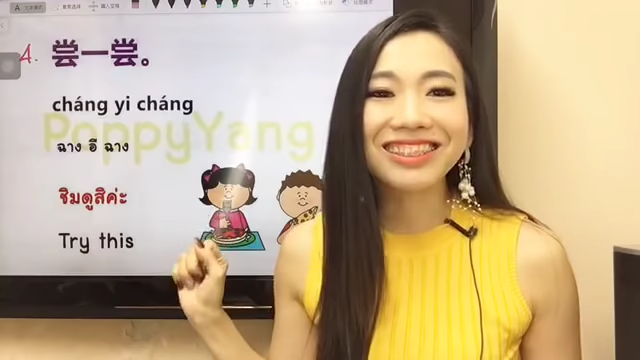 4. 尝一尝。
cháng yi cháng
PoppyYang
ฉาง อี ฉาง
ชิมดูสิค่ะ
Try this